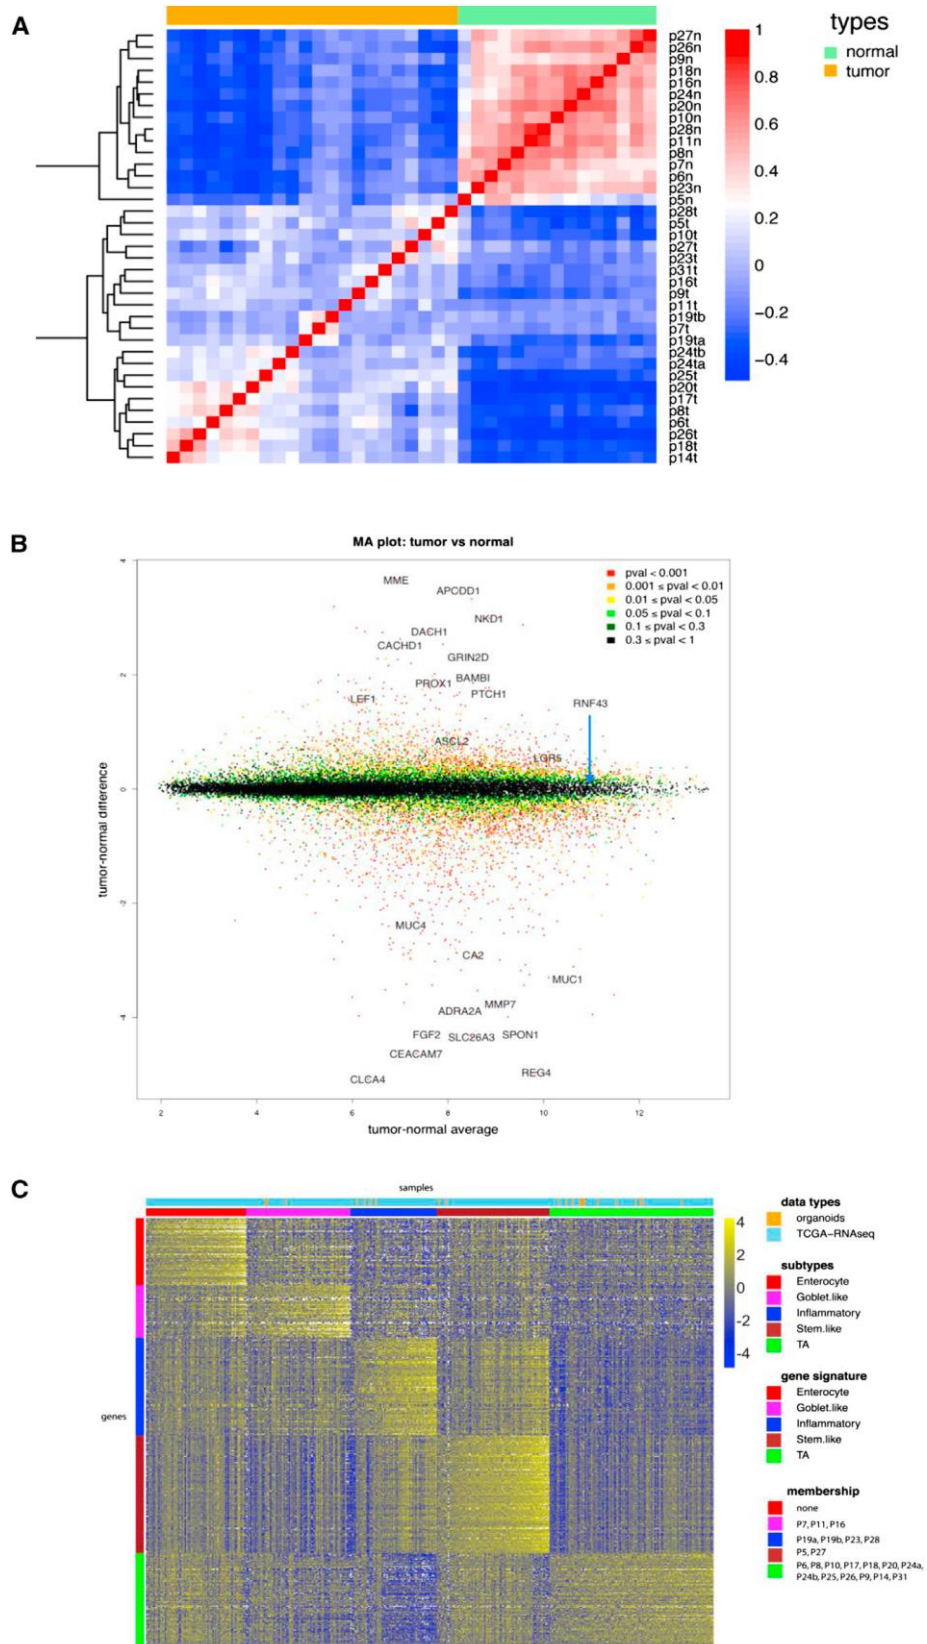 A
types
normal
tumor
p27n
p26n
p9n
p18n
p16n
p24n
p20n
p10n
p28n
p11n
p8n
p7n
p6n
p23n
p5n
p28t
p5t
p10t
p27t
p23t
p31t
p16t
p9t
p11t
p19tb
p7t
p19ta
p24tb
p24ta
p25t
p20t
p17t
p8t
p6t
p26t
p18t
p14t
1
0.8
0.6
0.4
0.2
0
−0.2
−0.4
B
MA plot: tumor vs normal
pval < 0.001
0.001 ≤ pval < 0.01
0.01 ≤ pval < 0.05
0.05 ≤ pval < 0.1
0.1 ≤ pval < 0.3
0.3 ≤ pval < 1
MME
APCDD1
NKD1
DACH1
CACHD1
GRIN2D
BAMBI
PROX1
PTCH1
LEF1
RNF43
ASCL2
LGR5
MUC4
CA2
MUC1
MMP7
ADRA2A
FGF2
SLC26A3
SPON1
CEACAM7
CLCA4
REG4
4
2
0
-2
-4
tumor-normal difference
2 4 6 8 10 12
tumor-normal average
C
samples
genes
4
2
0
-2
-4
data types
organoids
TCGA-RNAseq
subtypes
Enterocyte
Goblet.like
Inflammatory
Stem.like
TA
gene signature
Enterocyte
Goblet.like
Inflammatory
Stem.like
TA
membership
none
P7, P11, P16
P19a, P19b, P23, P28
P5, P27
P6, P8, P10, P17, P18, P20, P24a,
P24b, P25, P26, P9, P14, P31